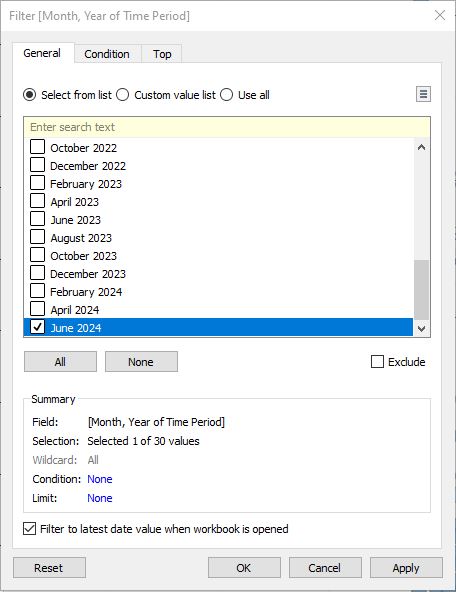 Filter [Month, Year of Time Period]
General Condition Top
Select from list Custom value list Use all
Enter search text
October 2022
December 2022
February 2023
April 2023
June 2023
August 2023
October 2023
December 2023
February 2024
April 2024
June 2024
All None Exclude
Summary
Field: [Month, Year of Time Period]
Selection: Selected 1 of 30 values
Wildcard: All
Condition: None
Limit: None
Filter to latest date value when workbook is opened
Reset OK Cancel Apply